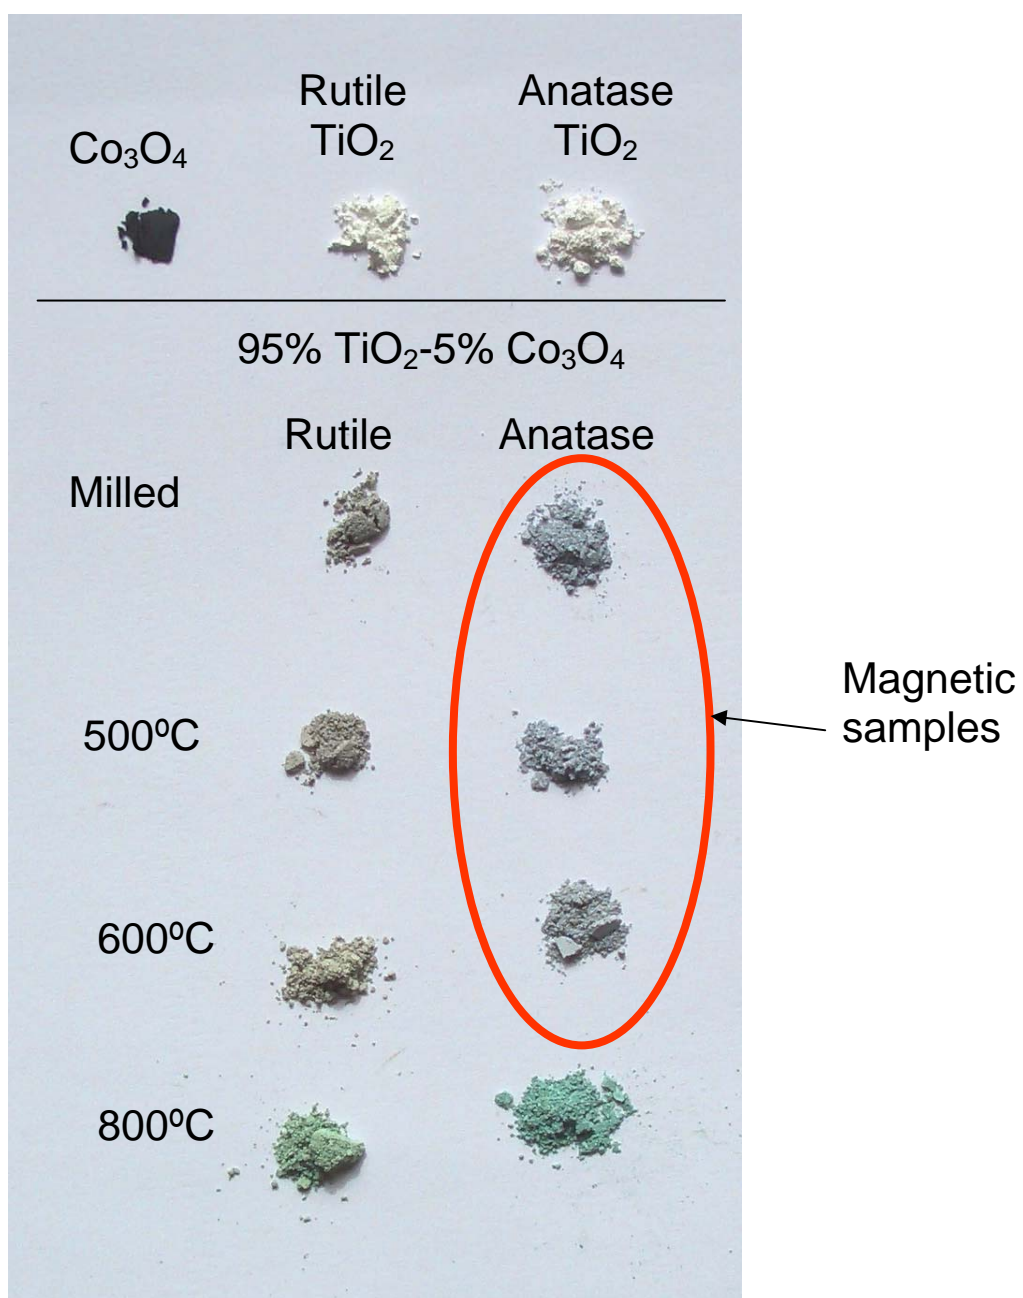 Rutile
TiO₂
Anatase
TiO₂
Co₃O₄
95% TiO₂-5% Co₃O₄
Rutile
Anatase
Milled
500ºC
600ºC
800ºC
Magnetic
samples